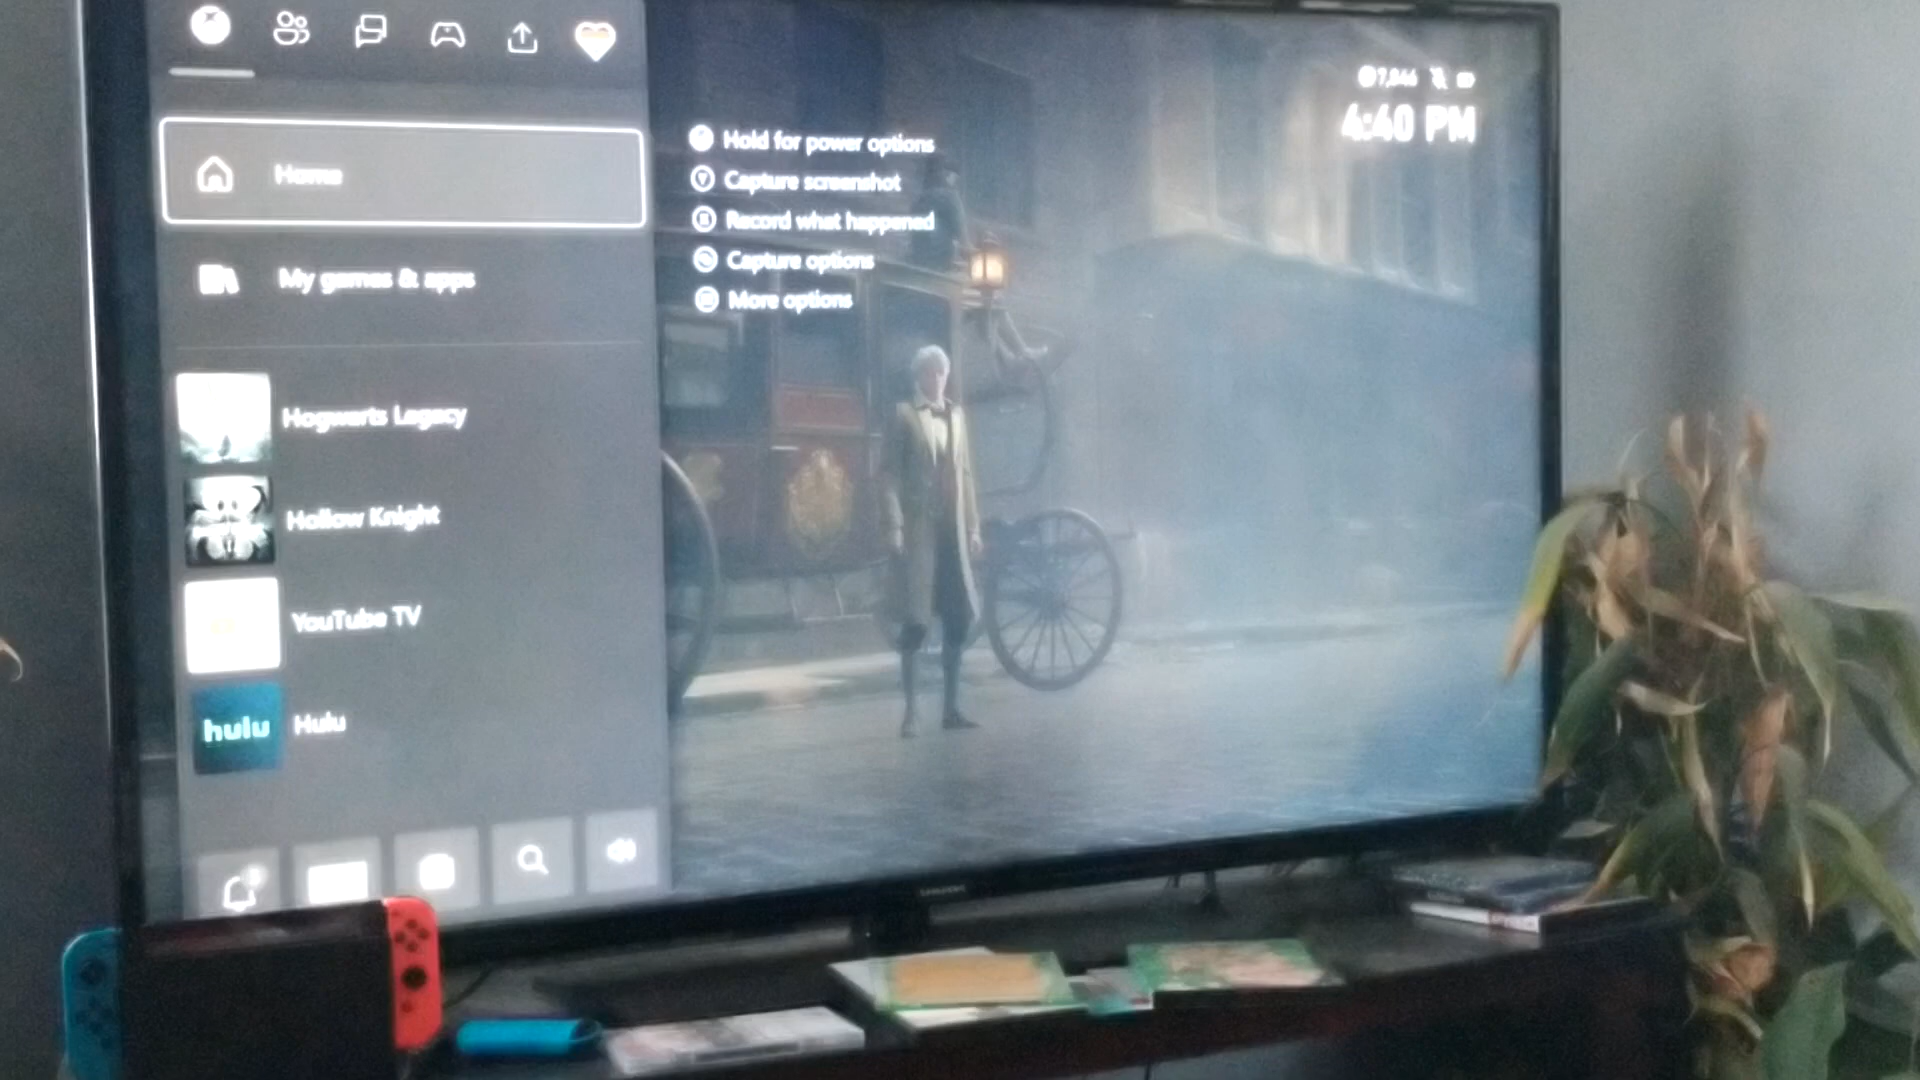 4:40 PM
Home
My games & apps
Hogwarts Legacy
Hollow Knight
YouTube TV
hulu Hulu
Hold for power options
Capture screenshot
Record what happened
Capture options
More options
SAMSUNG